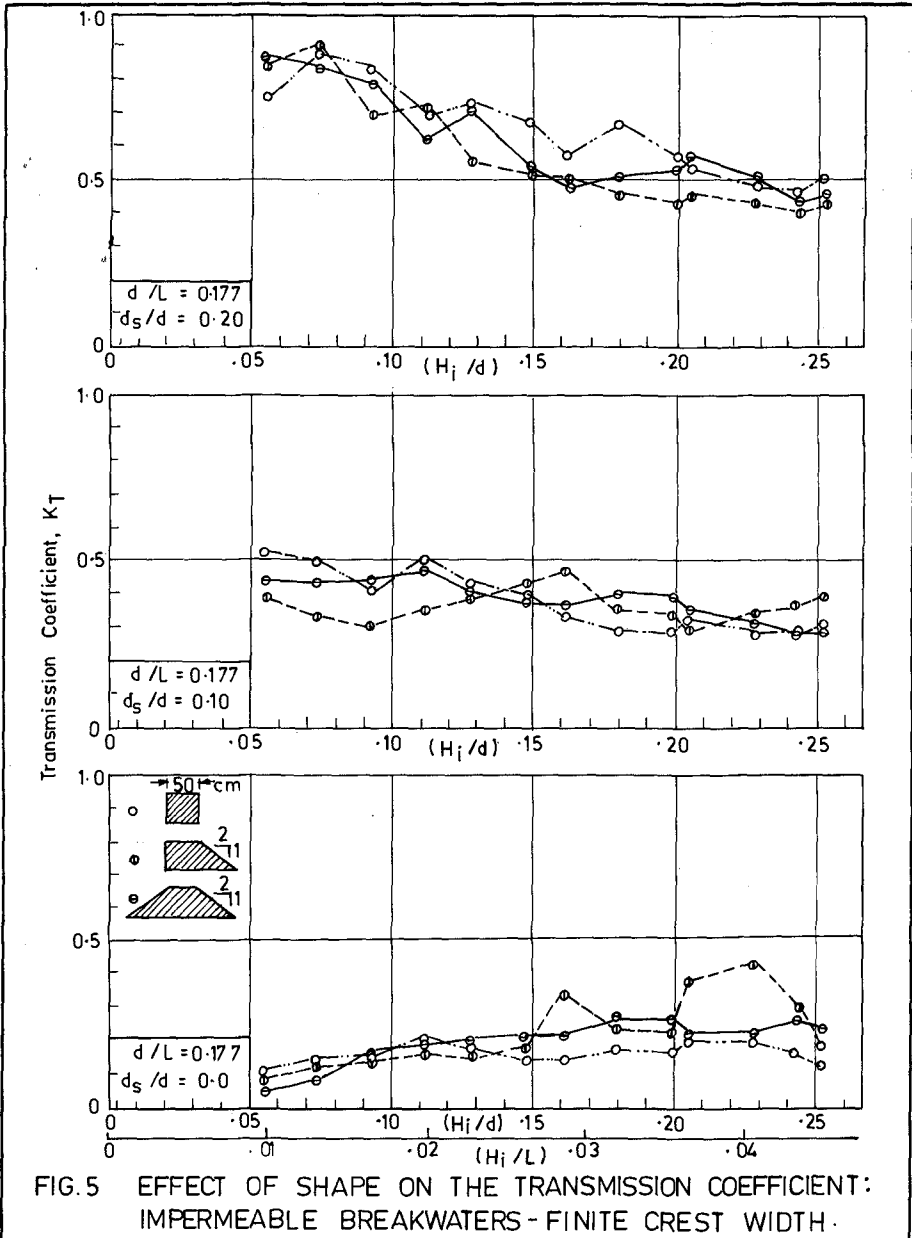 1.0
0.5
d/L = 0.177
ds/d = 0.20
0
0 .05 .10 (Hi/d) .15 .20 .25
1.0
0.5
Transmission Coefficient, KT
d/L = 0.177
ds/d = 0.10
0
0 .05 .10 (Hi/d) .15 .20 .25
1.0
50 cm
2
1
2
1
0.5
d/L = 0.177
ds/d = 0.0
0
.05 .10 (Hi/d) .15 .20 .25
0 .01 .02 (Hi/L) .03 .04
FIG.5 EFFECT OF SHAPE ON THE TRANSMISSION COEFFICIENT:
IMPERMEABLE BREAKWATERS-FINITE CREST WIDTH.